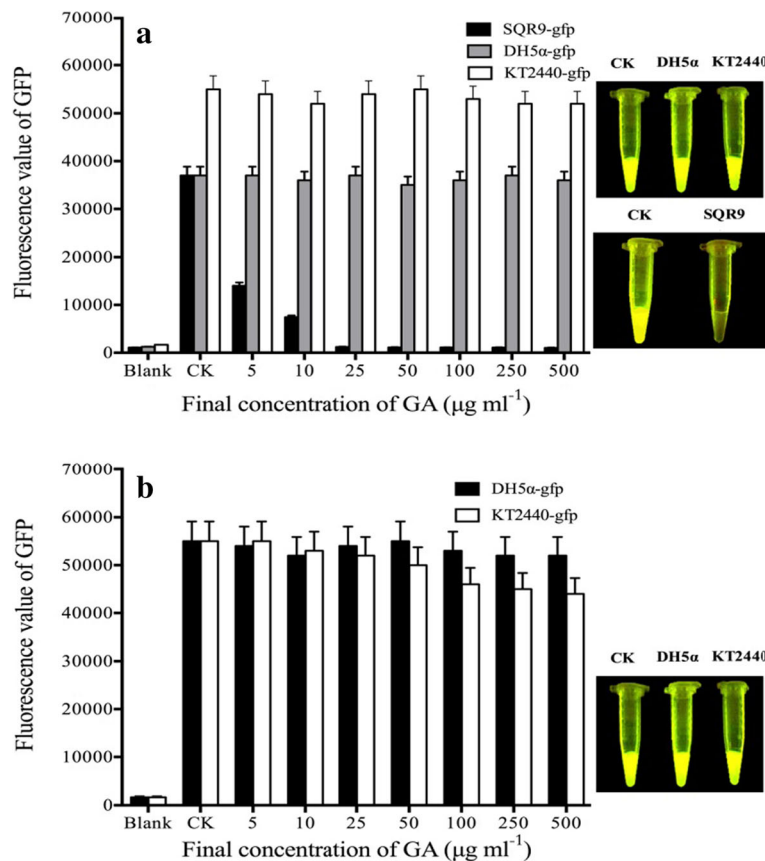 a
SQR9-gfp
DH5α-gfp
KT2440-gfp
70000
60000
50000
40000
30000
20000
10000
0
Fluorescence value of GFP
Blank CK 5 10 25 50 100 250 500
Final concentration of GA (μg ml⁻¹)
CK DH5α KT2440
CK SQR9
b
DH5α-gfp
KT2440-gfp
70000
60000
50000
40000
30000
20000
10000
0
Fluorescence value of GFP
Blank CK 5 10 25 50 100 250 500
Final concentration of GA (μg ml⁻¹)
CK DH5α KT2440